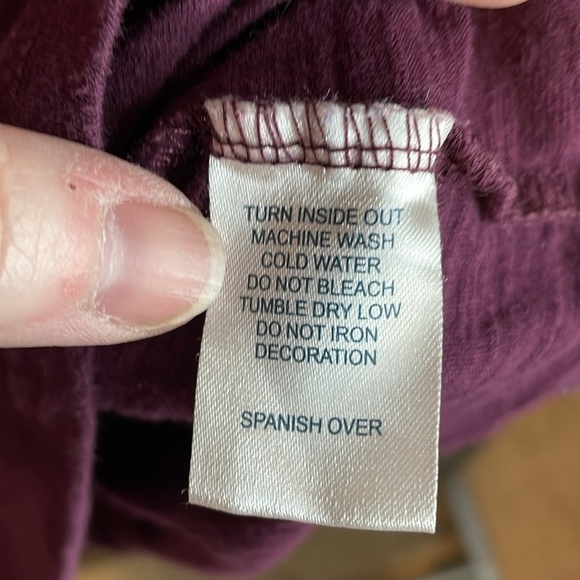 TURN INSIDE OUT
MACHINE WASH
COLD WATER
DO NOT BLEACH
TUMBLE DRY LOW
DO NOT IRON
DECORATION
SPANISH OVER